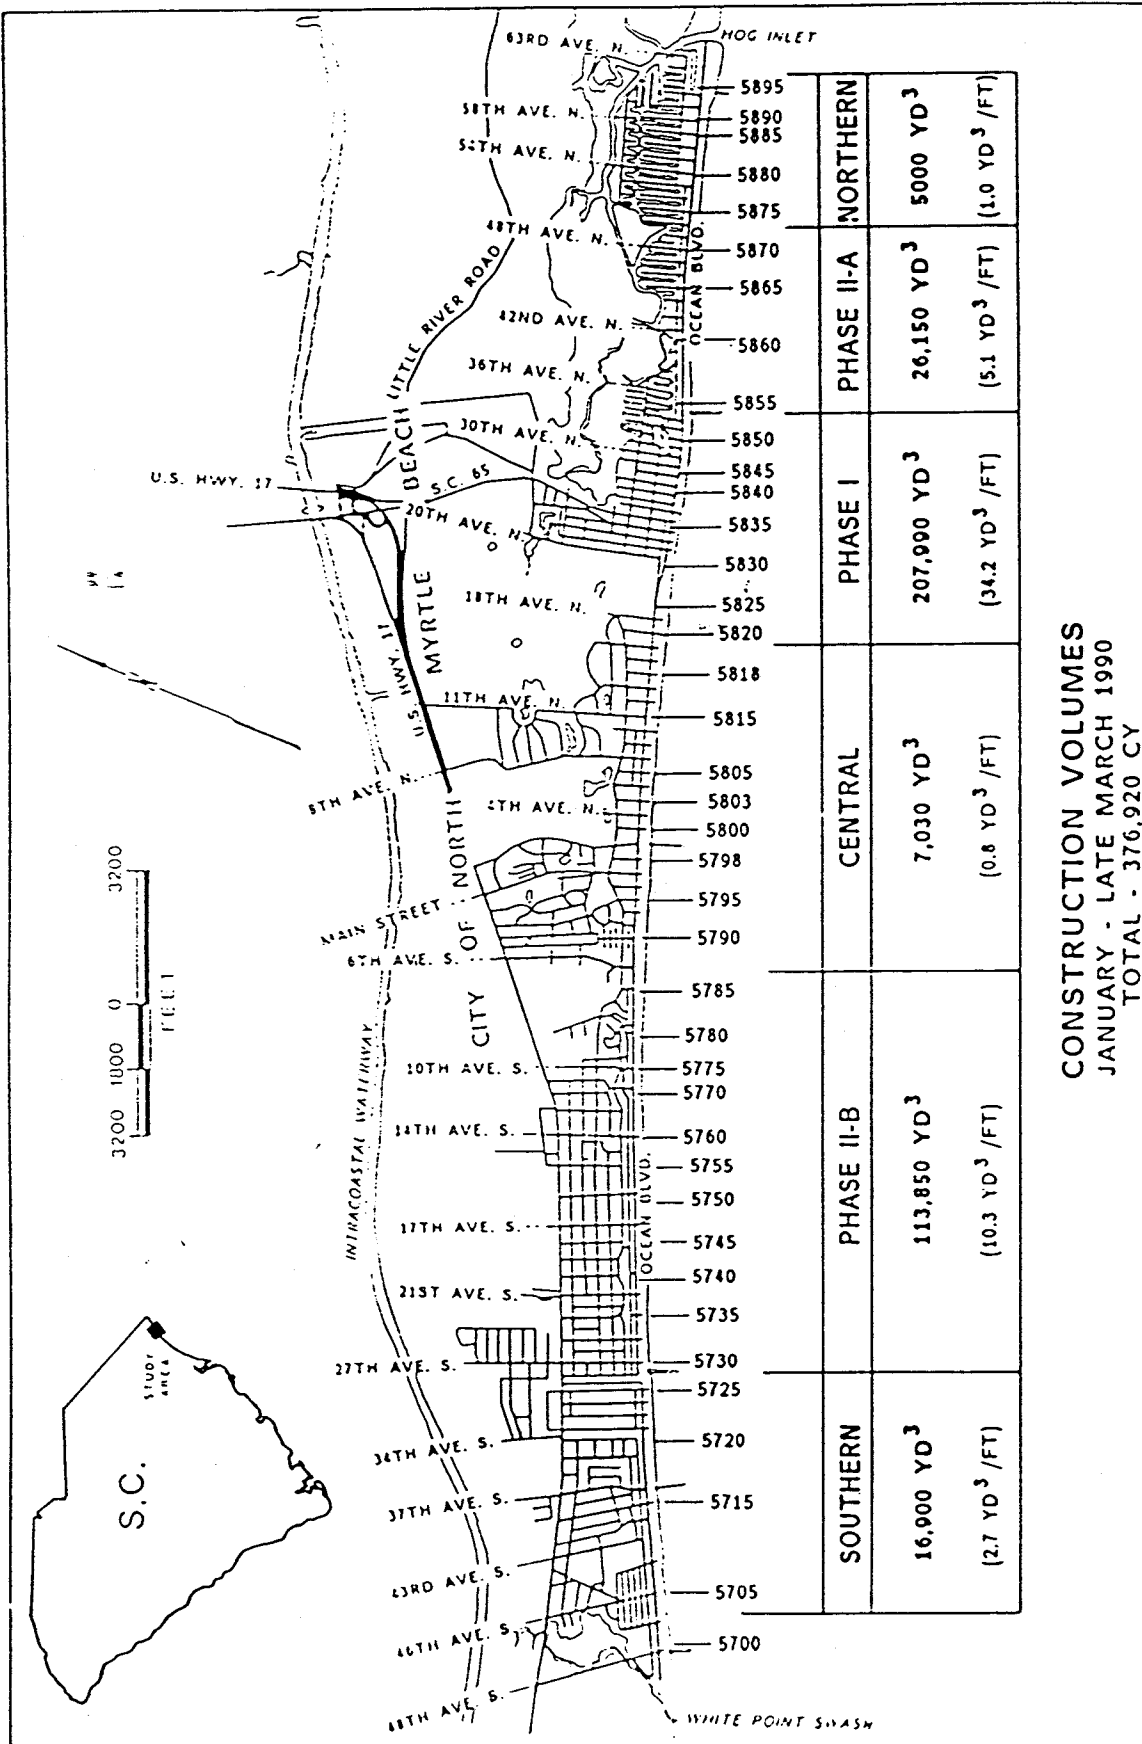 63RD AVE. N.
HOG INLET
58TH AVE. N.
54TH AVE. N.
48TH AVE. N.
42ND AVE. N.
36TH AVE. N.
30TH AVE. N.
20TH AVE. N.
18TH AVE. N.
11TH AVE. N.
8TH AVE. N.
4TH AVE. N.
MAIN STREET
6TH AVE. S.
10TH AVE. S.
14TH AVE. S.
17TH AVE. S.
21ST AVE. S.
27TH AVE. S.
34TH AVE. S.
37TH AVE. S.
43RD AVE. S.
46TH AVE. S.
48TH AVE. S.
WHITE POINT SWASH
U.S. HWY. 17
S.C. 65
U.S. HWY. 17
LITTLE RIVER ROAD
CITY OF NORTH MYRTLE BEACH
INTRACOASTAL WATERWAY
OCEAN BLVD.
OCEAN BLVD.
3200 1800 0 3200
FEET
S.C.
STUDY
AREA
5895
5890
5885
5880
5875
5870
5865
5860
5855
5850
5845
5840
5835
5830
5825
5820
5818
5815
5805
5803
5800
5798
5795
5790
5785
5780
5775
5770
5760
5755
5750
5745
5740
5735
5730
5725
5720
5715
5705
5700
SOUTHERN
16,900 YD³
(2.7 YD³/FT)
PHASE II-B
113,850 YD³
(10.3 YD³/FT)
CENTRAL
7,030 YD³
(0.8 YD³/FT)
PHASE I
207,990 YD³
(34.2 YD³/FT)
PHASE II-A
26,150 YD³
(5.1 YD³/FT)
NORTHERN
5000 YD³
(1.0 YD³/FT)
CONSTRUCTION VOLUMES
JANUARY - LATE MARCH 1990
TOTAL - 376,920 CY